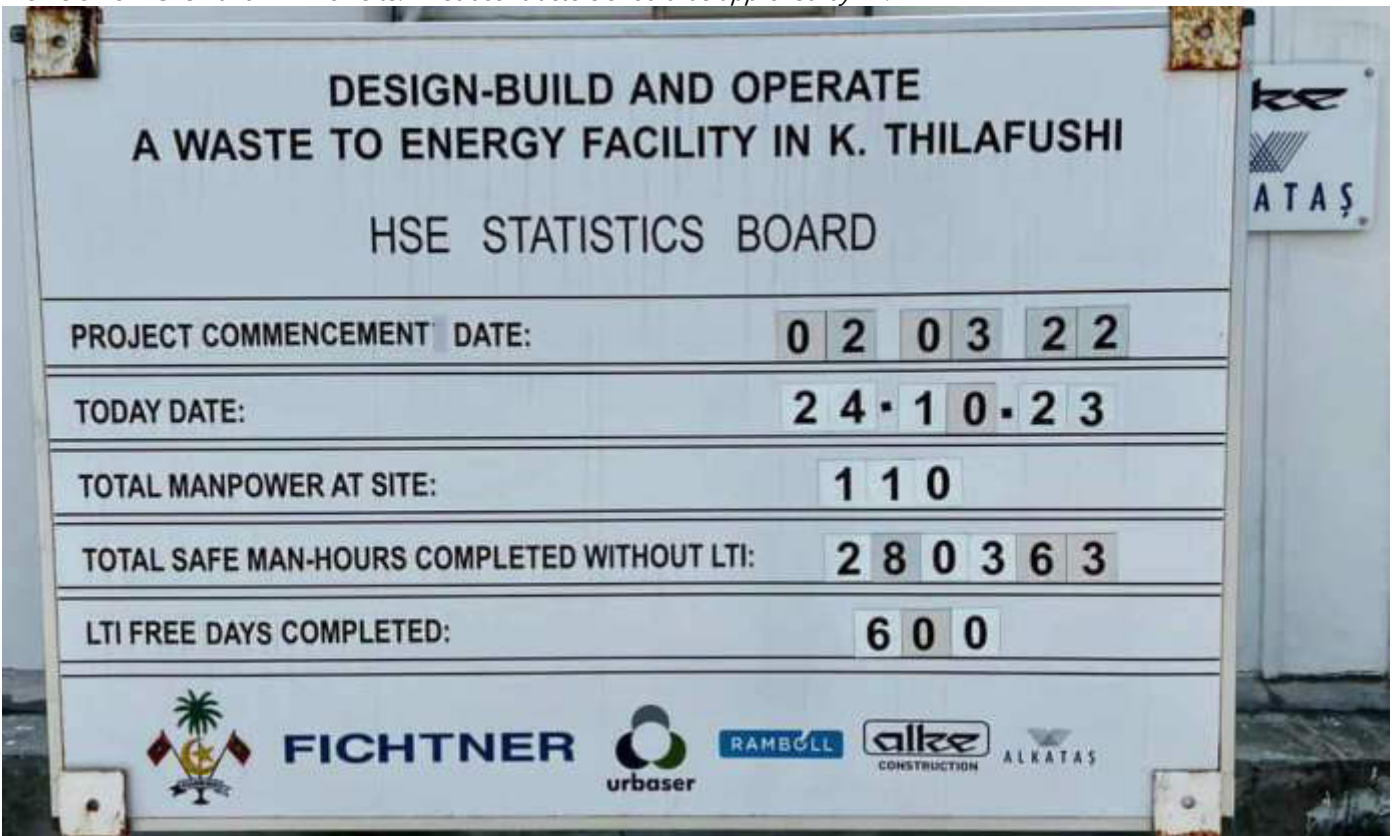 DESIGN-BUILD AND OPERATE
A WASTE TO ENERGY FACILITY IN K. THILAFUSHI
HSE STATISTICS BOARD
PROJECT COMMENCEMENT DATE: 02 03 22
TODAY DATE: 24·10·23
TOTAL MANPOWER AT SITE: 110
TOTAL SAFE MAN-HOURS COMPLETED WITHOUT LTI: 280363
LTI FREE DAYS COMPLETED: 600
FICHTNER urbaser RAMBOLL alke CONSTRUCTION ALKATAŞ
ke
ATAŞ